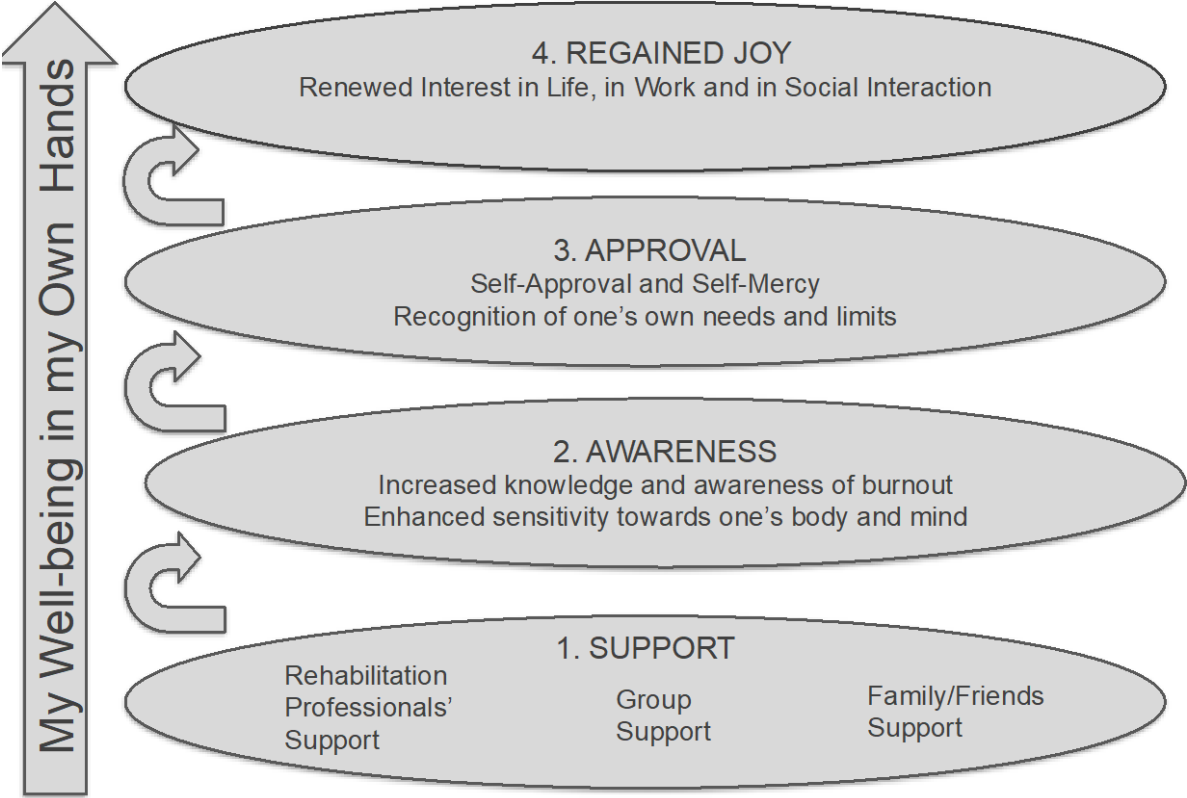 My Well-being in my Own Hands
4. REGAINED JOY
Renewed Interest in Life, in Work and in Social Interaction
3. APPROVAL
Self-Approval and Self-Mercy
Recognition of one's own needs and limits
2. AWARENESS
Increased knowledge and awareness of burnout
Enhanced sensitivity towards one's body and mind
1. SUPPORT
Rehabilitation
Professionals'
Support
Group
Support
Family/Friends
Support